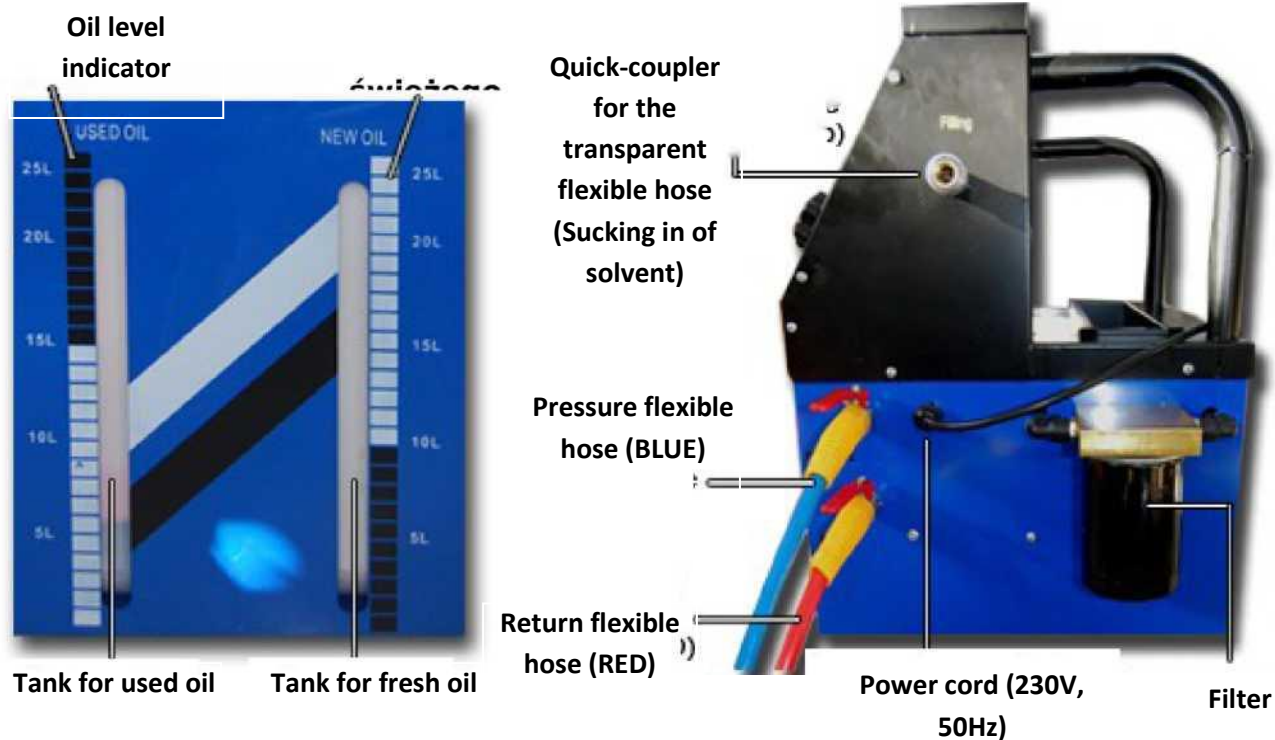 Oil level
indicator
świeżego
USED OIL
NEW OIL
25L
20L
15L
10L
5L
25L
20L
15L
10L
5L
Tank for used oil
Tank for fresh oil
Quick-coupler
for the
transparent
flexible hose
(Sucking in of
solvent)
Filling
Pressure flexible
hose (BLUE)
Return flexible
hose (RED)
Power cord (230V,
50Hz)
Filter